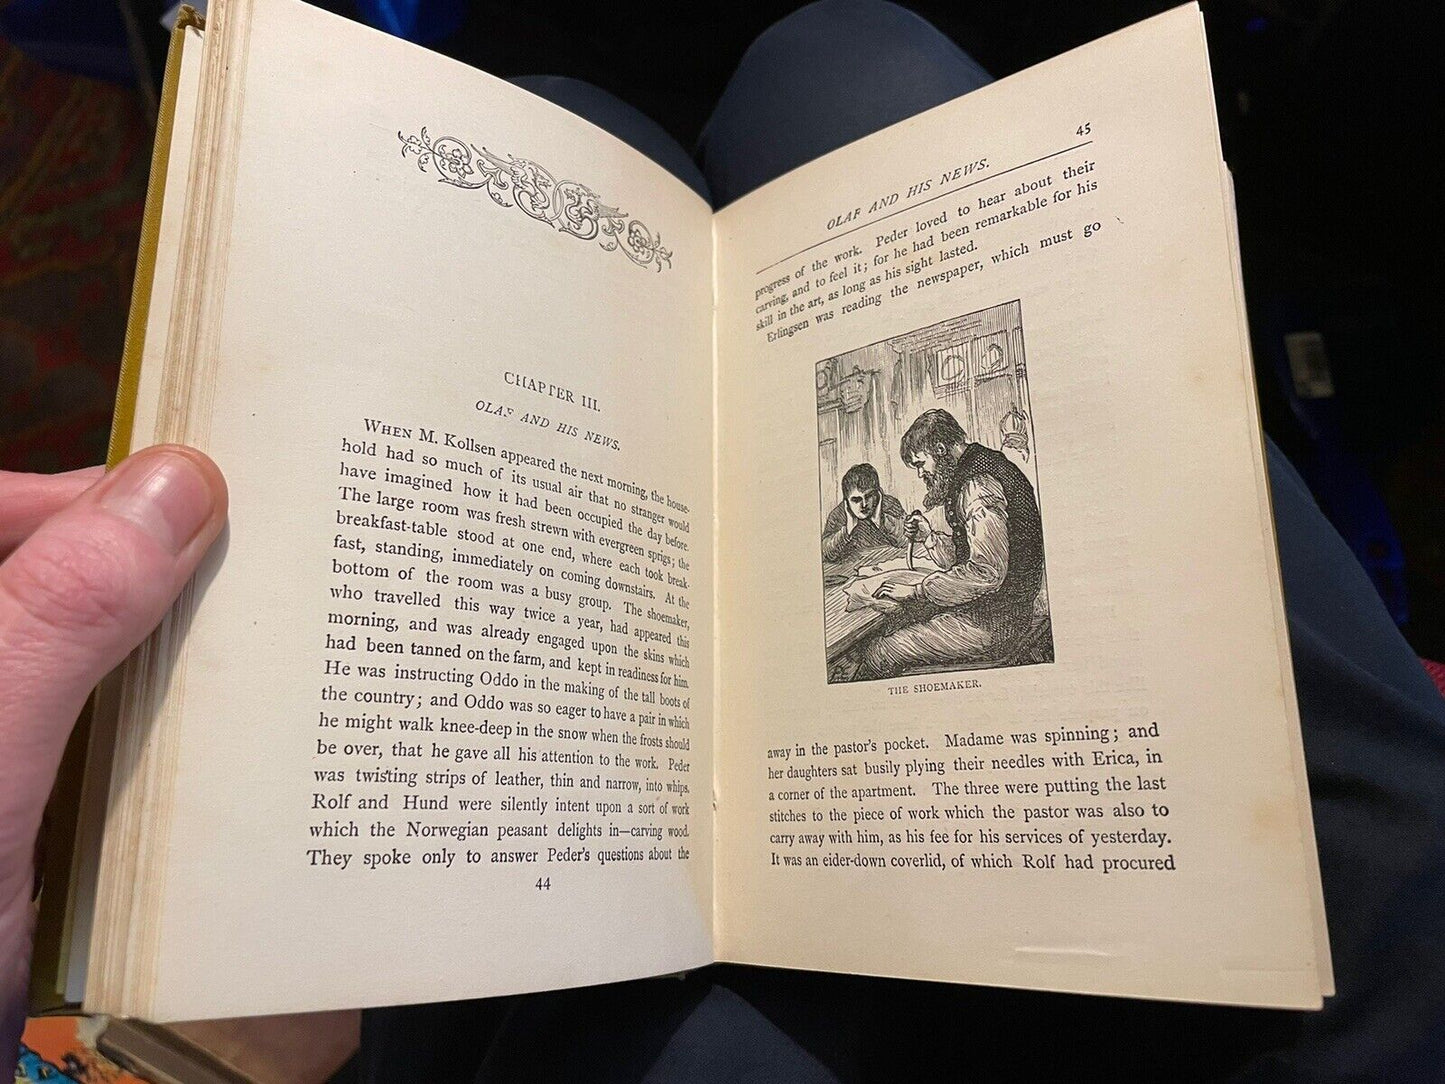 CHAPTER III.
OLAF AND HIS NEWS.
WHEN M. Kollsen appeared the next morning, the house-
hold had so much of its usual air that no stranger would
have imagined how it had been occupied the day before.
The large room was fresh strewn with evergreen sprigs; the
breakfast-table stood at one end, where each took break-
fast, standing, immediately on coming downstairs. At the
bottom of the room was a busy group. The shoemaker,
who travelled this way twice a year, had appeared this
morning, and was already engaged upon the skins which
had been tanned on the farm, and kept in readiness for him.
He was instructing Oddo in the making of the tall boots of
the country; and Oddo was so eager to have a pair in which
he might walk knee-deep in the snow when the frosts should
be over, that he gave all his attention to the work. Peder
was twisting strips of leather, thin and narrow, into whips.
Rolf and Hund were silently intent upon a sort of work
which the Norwegian peasant delights in—carving wood.
They spoke only to answer Peder's questions about the
44
45
OLAF AND HIS NEWS.
progress of the work. Peder loved to hear about their
carving, and to feel it; for he had been remarkable for his
skill in the art, as long as his sight lasted.
Erlingsen was reading the newspaper, which must go
THE SHOEMAKER.
away in the pastor's pocket. Madame was spinning; and
her daughters sat busily plying their needles with Erica, in
a corner of the apartment. The three were putting the last
stitches to the piece of work which the pastor was also to
carry away with him, as his fee for his services of yesterday.
It was an eider-down coverlid, of which Rolf had procured